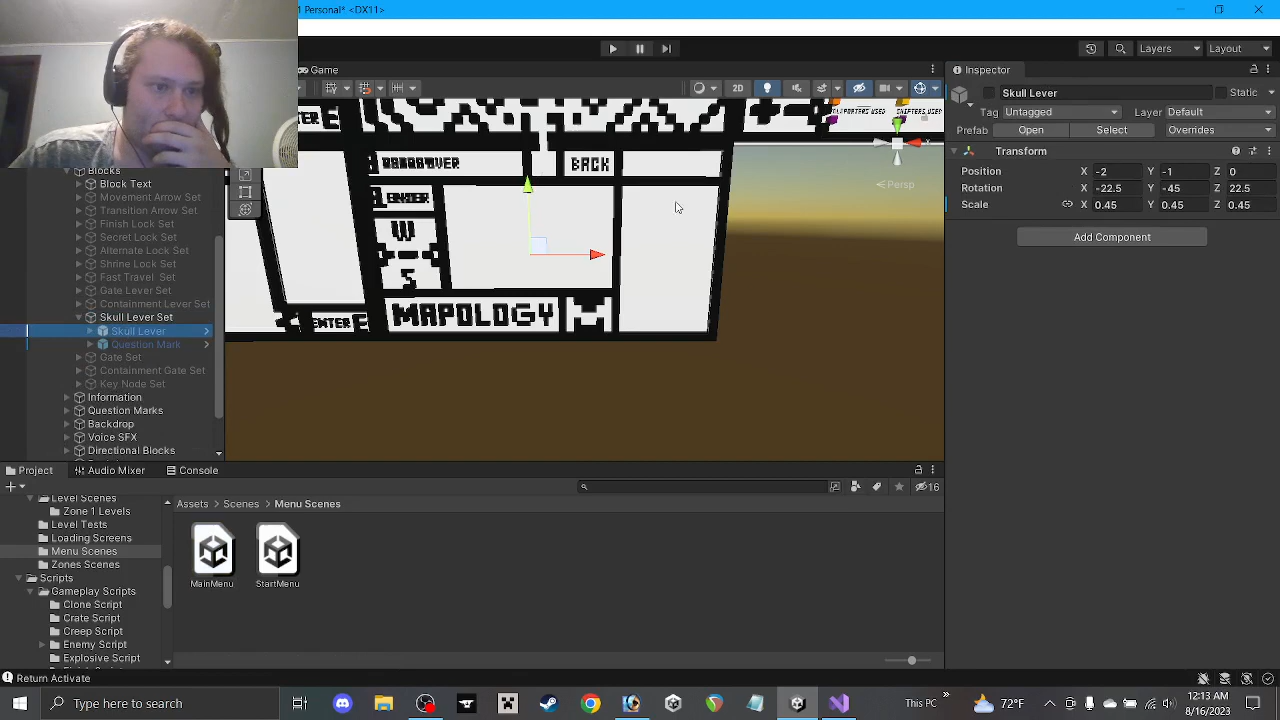 1 Personal* <DX11>
Game
Layers
Layout
2D
Persp
BACK
ENTER
W
S
MAPOLOGY
ENTER
Blocks
Block Text
Movement Arrow Set
Transition Arrow Set
Finish Lock Set
Secret Lock Set
Alternate Lock Set
Shrine Lock Set
Fast Travel Set
Gate Lever Set
Containment Lever Set
Skull Lever Set
Skull Lever
Question Mark
Gate Set
Containment Gate Set
Key Node Set
Information
Question Marks
Backdrop
Voice SFX
Directional Blocks
Inspector
Skull Lever
Static
Tag Untagged
Layer Default
Prefab Open Select Overrides
Transform
Position X -2 Y -1 Z 0
Rotation X -25 Y -45 Z 25
Scale X 0.45 Y 0.45 Z 0.45
Add Component
Project Audio Mixer Console
16
Level Scenes
Zone 1 Levels
Level Tests
Loading Screens
Menu Scenes
Zones Scenes
Scripts
Gameplay Scripts
Clone Script
Crate Script
Creep Script
Enemy Script
Explosive Script
Assets > Scenes > Menu Scenes
MainMenu
StartMenu
Return Activate
Type here to search
This PC
72°F
12:13 AM
8/16/2023